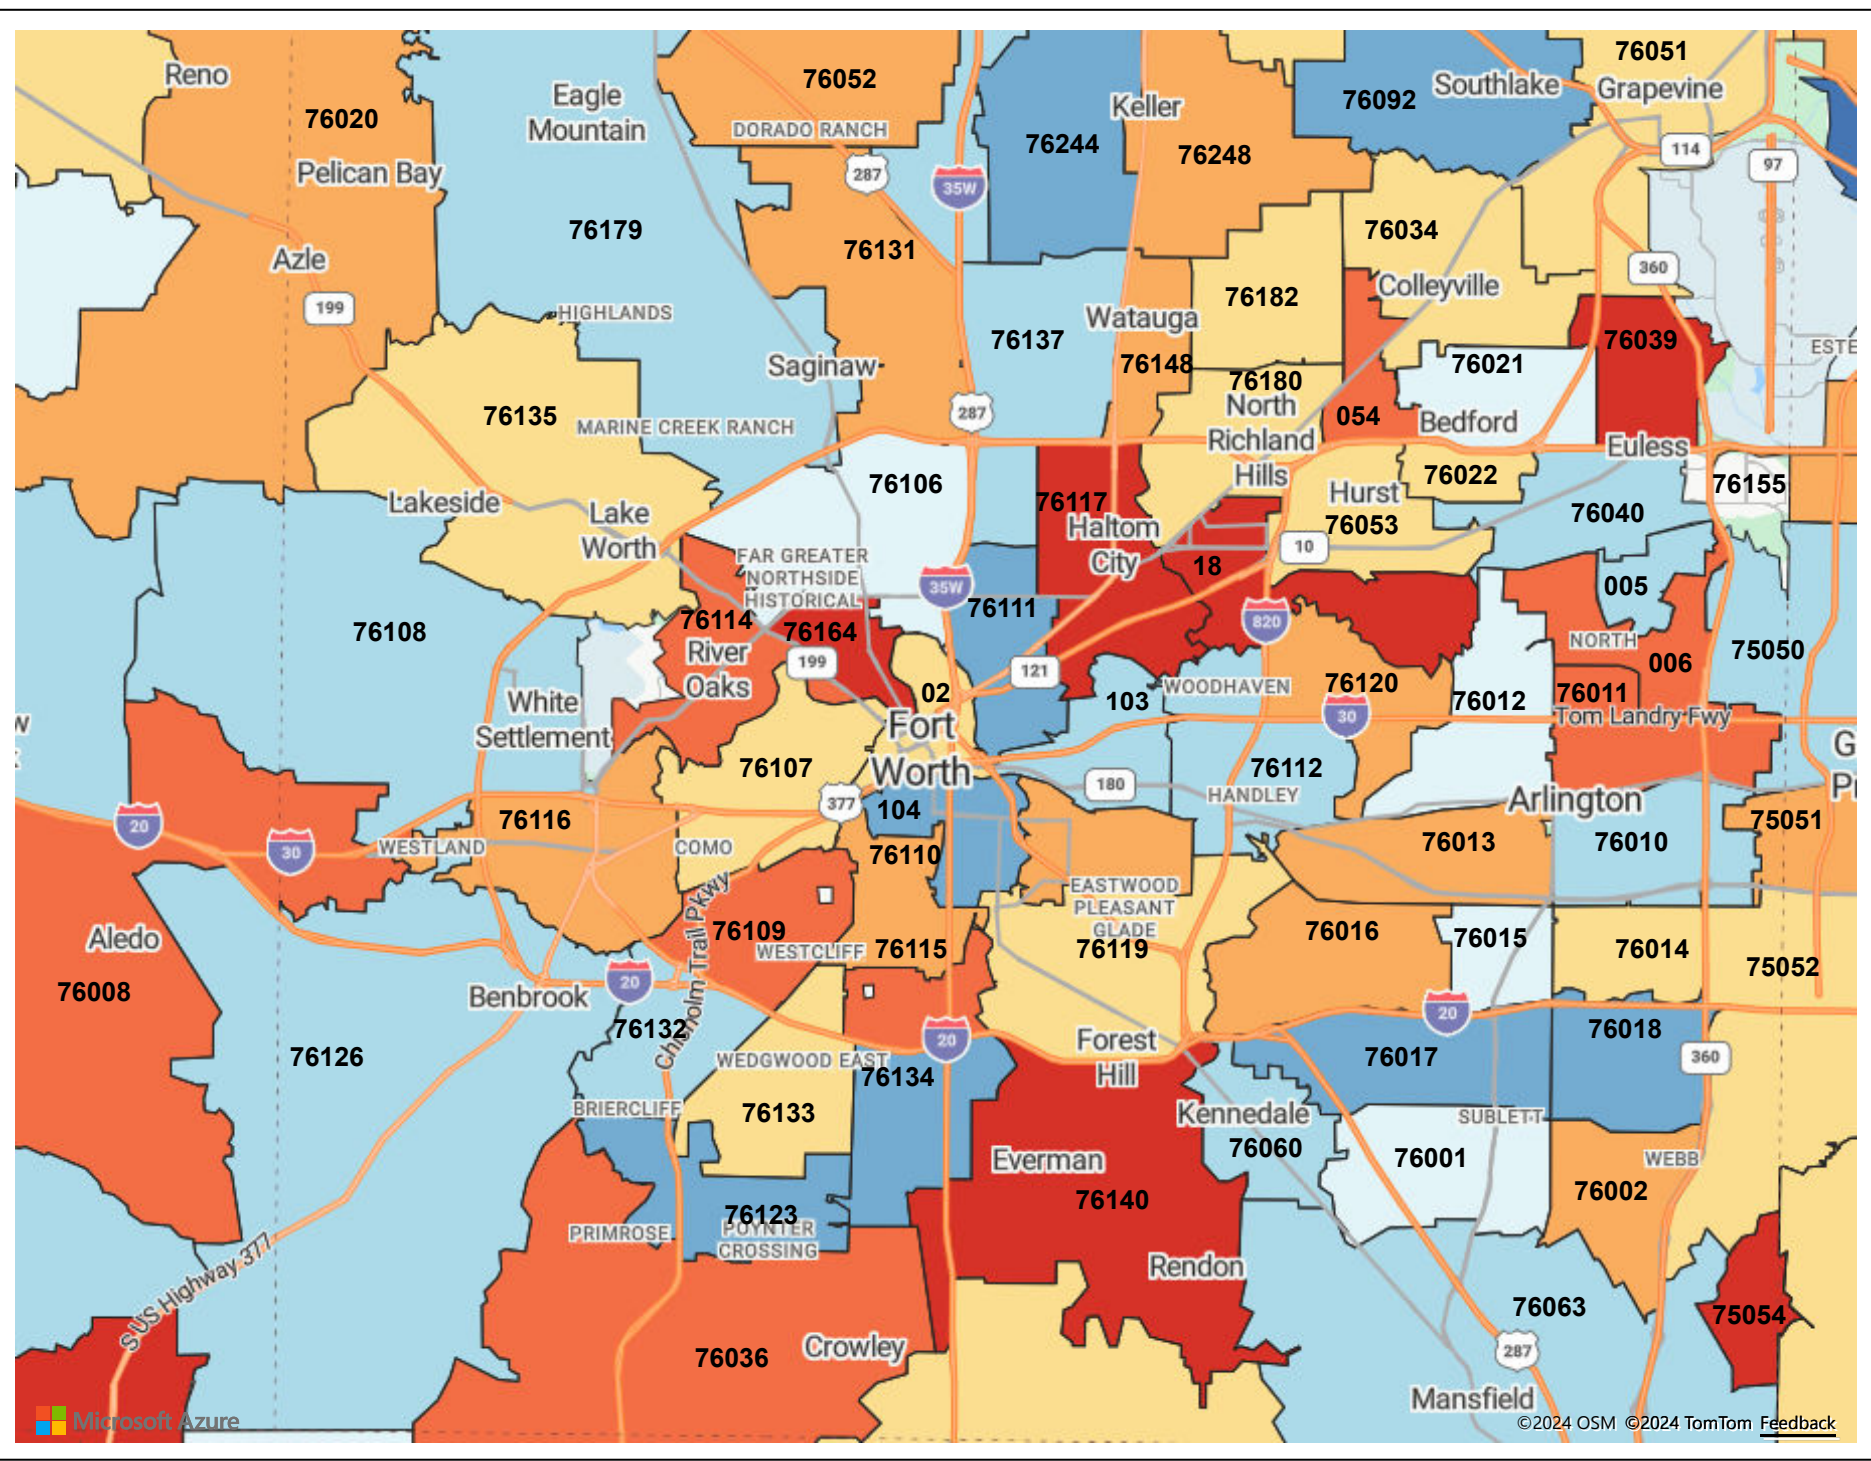 Reno
76020
Pelican Bay
Eagle
Mountain
76052
DORADO RANCH
287
35W
Keller
76244
76248
76092
Southlake
76051
Grapevine
114
97
76179
76131
76034
Azle
199
HIGHLANDS
Colleyville
360
76182
76137
Watauga
76148
76039
ESTE
Saginaw
76021
76180
North
Richland
Hills
054
Bedford
76135
MARINE CREEK RANCH
287
Euless
Lakeside
76106
76117
76022
76155
Hurst
76053
76040
Lake
Worth
Haltom
City
10
18
FAR GREATER
NORTHSIDE
HISTORICAL
35W
76111
005
76108
76114
76164
820
NORTH
River
Oaks
199
121
006
75050
02
103
WOODHAVEN
76120
76012
76011
30
Tom Landry Fwy
White
Settlement
Fort
Worth
W
G
76107
76112
180
HANDLEY
377
104
Arlington
20
30
76116
WESTLAND
COMO
76110
76013
76010
75051
EASTWOOD
PLEASANT
GLADE
76119
Aledo
76109
WESTCLIFF
76115
76016
76015
76014
75052
76008
Benbrook
20
Chisholm Trail Pkwy
76132
76126
20
Forest
Hill
20
76017
76018
360
WEDGWOOD EAST
76134
BRIERCLIFF
76133
Kennedale
76060
SUBLETT
76001
WEBB
76002
Everman
76140
PRIMROSE
76123
POYNTER
CROSSING
Rendon
S US Highway 377
76063
75054
76036
Crowley
287
Mansfield
Microsoft Azure
©2024 OSM ©2024 TomTom Feedback